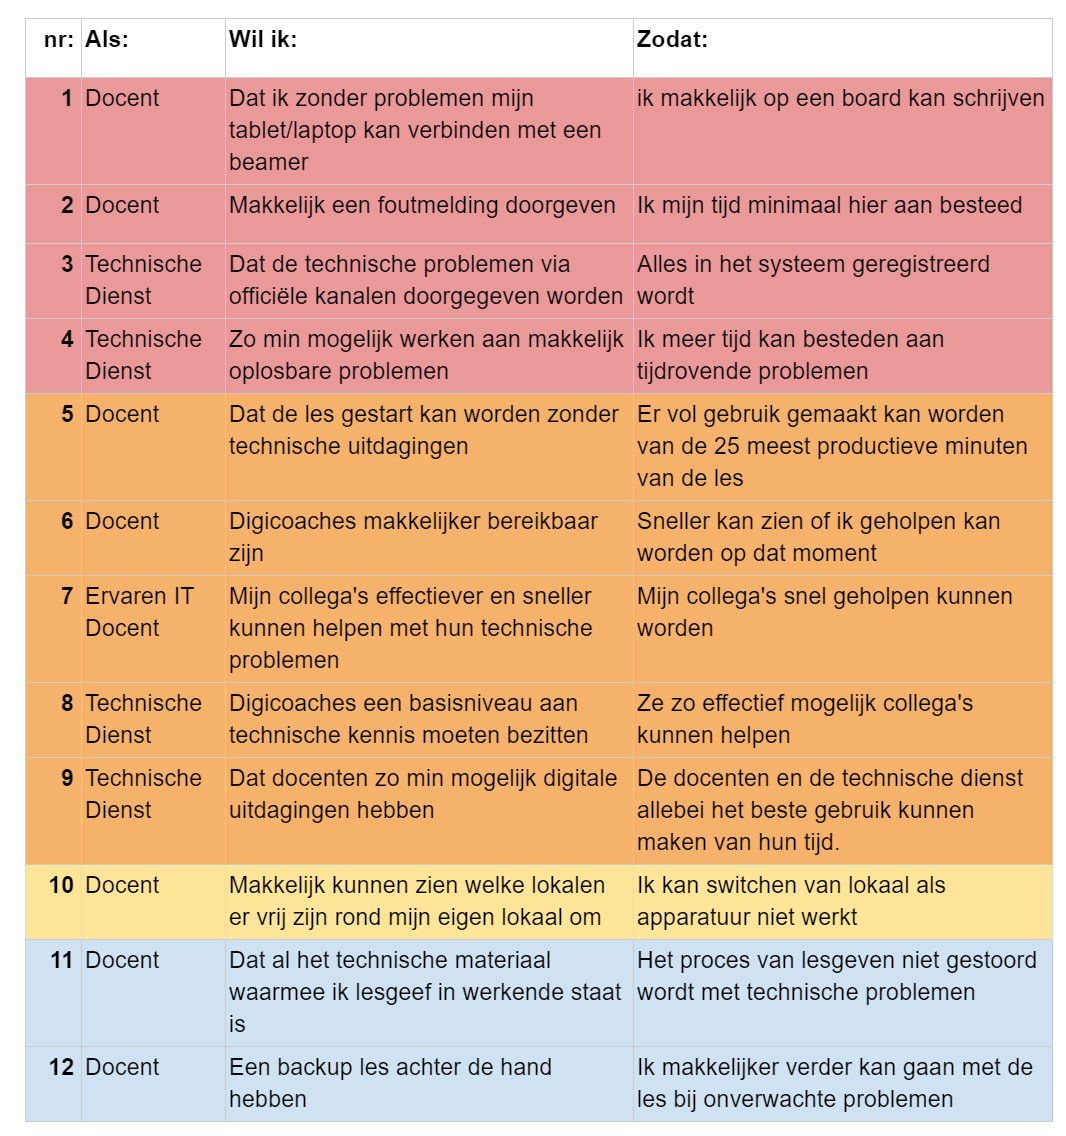 nr: Als: Wil ik: Zodat:
1 Docent Dat ik zonder problemen mijn ik makkelijk op een board kan schrijven
tablet/laptop kan verbinden met een
beamer
2 Docent Makkelijk een foutmelding doorgeven Ik mijn tijd minimaal hier aan besteed
3 Technische Dat de technische problemen via Alles in het systeem geregistreerd
Dienst officiële kanalen doorgegeven worden wordt
4 Technische Zo min mogelijk werken aan makkelijk Ik meer tijd kan besteden aan
Dienst oplosbare problemen tijdrovende problemen
5 Docent Dat de les gestart kan worden zonder Er vol gebruik gemaakt kan worden
technische uitdagingen van de 25 meest productieve minuten
van de les
6 Docent Digicoaches makkelijker bereikbaar Sneller kan zien of ik geholpen kan
zijn worden op dat moment
7 Ervaren IT Mijn collega's effectiever en sneller Mijn collega's snel geholpen kunnen
Docent kunnen helpen met hun technische worden
problemen
8 Technische Digicoaches een basisniveau aan Ze zo effectief mogelijk collega's
Dienst technische kennis moeten bezitten kunnen helpen
9 Technische Dat docenten zo min mogelijk digitale De docenten en de technische dienst
Dienst uitdagingen hebben allebei het beste gebruik kunnen
maken van hun tijd.
10 Docent Makkelijk kunnen zien welke lokalen Ik kan switchen van lokaal als
er vrij zijn rond mijn eigen lokaal om apparatuur niet werkt
11 Docent Dat al het technische materiaal Het proces van lesgeven niet gestoord
waarmee ik lesgeef in werkende staat wordt met technische problemen
is
12 Docent Een backup les achter de hand Ik makkelijker verder kan gaan met de
hebben les bij onverwachte problemen